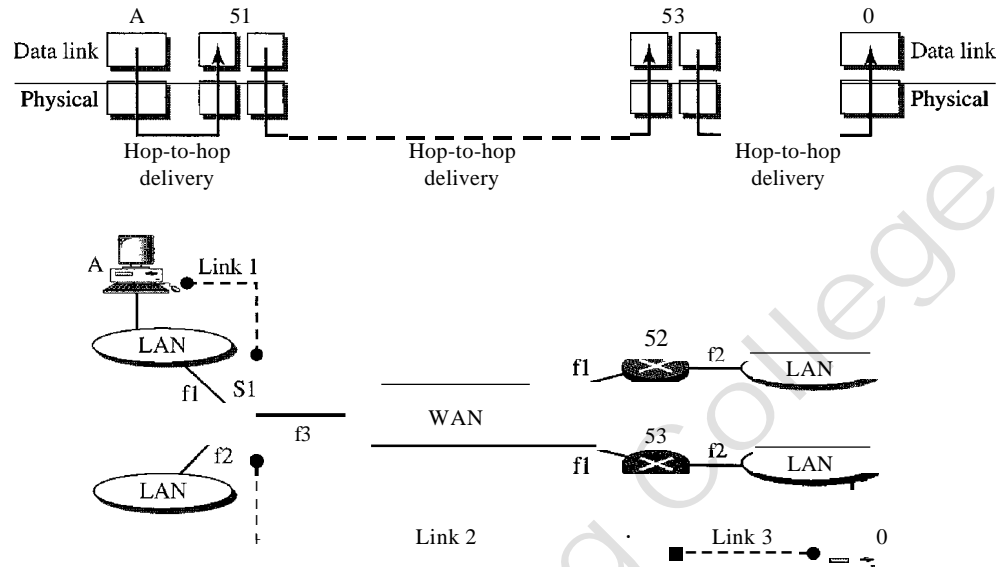 A 51 53 0
Data link Data link
Physical Physical
Hop-to-hop delivery
Hop-to-hop delivery
Hop-to-hop delivery
A Link 1
LAN
f1 S1
f3
f2
LAN
WAN
52
f1 f2 LAN
53
f1 f2 LAN
Link 2 Link 3 0
g College